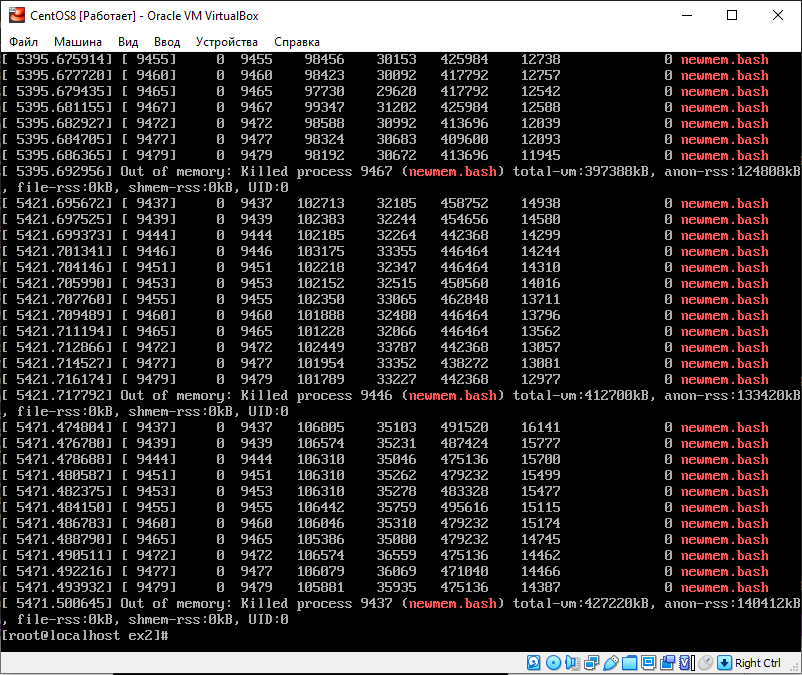 CentOS8 [Работает] - Oracle VM VirtualBox
Файл Машина Вид Ввод Устройства Справка
[ 5395.675914] [ 9455] 0 9455 98456 30153 425984 12738 0 newmem.bash
[ 5395.677720] [ 9460] 0 9460 98423 30092 417792 12757 0 newmem.bash
[ 5395.679435] [ 9465] 0 9465 97730 29620 417792 12542 0 newmem.bash
[ 5395.681155] [ 9467] 0 9467 99347 31202 425984 12588 0 newmem.bash
[ 5395.682927] [ 9472] 0 9472 98588 30992 413696 12039 0 newmem.bash
[ 5395.684705] [ 9477] 0 9477 98324 30683 409600 12093 0 newmem.bash
[ 5395.686365] [ 9479] 0 9479 98192 30672 413696 11945 0 newmem.bash
[ 5395.692956] Out of memory: Killed process 9467 (newmem.bash) total-vm:397388kB, anon-rss:124808kB
, file-rss:0kB, shmem-rss:0kB, UID:0
[ 5421.695672] [ 9437] 0 9437 102713 32185 458752 14938 0 newmem.bash
[ 5421.697525] [ 9439] 0 9439 102383 32244 454656 14580 0 newmem.bash
[ 5421.699373] [ 9444] 0 9444 102185 32264 442368 14299 0 newmem.bash
[ 5421.701341] [ 9446] 0 9446 103175 33355 446464 14244 0 newmem.bash
[ 5421.704146] [ 9451] 0 9451 102218 32347 446464 14310 0 newmem.bash
[ 5421.705990] [ 9453] 0 9453 102152 32515 450560 14016 0 newmem.bash
[ 5421.707760] [ 9455] 0 9455 102350 33065 462848 13711 0 newmem.bash
[ 5421.709489] [ 9460] 0 9460 101888 32480 446464 13796 0 newmem.bash
[ 5421.711194] [ 9465] 0 9465 101228 32066 446464 13562 0 newmem.bash
[ 5421.712866] [ 9472] 0 9472 102449 33787 442368 13057 0 newmem.bash
[ 5421.714527] [ 9477] 0 9477 101954 33352 438272 13081 0 newmem.bash
[ 5421.716174] [ 9479] 0 9479 101789 33227 442368 12977 0 newmem.bash
[ 5421.717792] Out of memory: Killed process 9446 (newmem.bash) total-vm:412700kB, anon-rss:133420kB
, file-rss:0kB, shmem-rss:0kB, UID:0
[ 5471.474804] [ 9437] 0 9437 106805 35103 491520 16141 0 newmem.bash
[ 5471.476780] [ 9439] 0 9439 106574 35231 487424 15777 0 newmem.bash
[ 5471.478688] [ 9444] 0 9444 106310 35046 475136 15700 0 newmem.bash
[ 5471.480587] [ 9451] 0 9451 106310 35262 479232 15499 0 newmem.bash
[ 5471.482375] [ 9453] 0 9453 106310 35278 483328 15477 0 newmem.bash
[ 5471.484150] [ 9455] 0 9455 106442 35759 495616 15115 0 newmem.bash
[ 5471.486783] [ 9460] 0 9460 106046 35310 479232 15174 0 newmem.bash
[ 5471.488790] [ 9465] 0 9465 105386 35080 479232 14745 0 newmem.bash
[ 5471.490511] [ 9472] 0 9472 106574 36559 475136 14462 0 newmem.bash
[ 5471.492216] [ 9477] 0 9477 106079 36069 471040 14466 0 newmem.bash
[ 5471.493932] [ 9479] 0 9479 105881 35935 475136 14387 0 newmem.bash
[ 5471.500645] Out of memory: Killed process 9437 (newmem.bash) total-vm:427220kB, anon-rss:140412kB
, file-rss:0kB, shmem-rss:0kB, UID:0
[root@localhost ex2]#
Right Ctrl